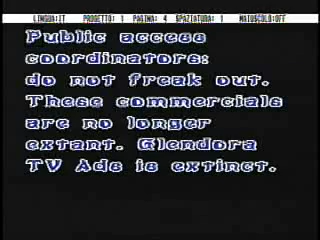 LINGUA:IT PROGETTO: 1 PAGINA: 4 SPAZIATURA: 1 MAIUSCOLO:OFF
Public access
coordinators:
do not freak out.
These commercials
are no longer
extant. Glendora
TV Ads is extinct.